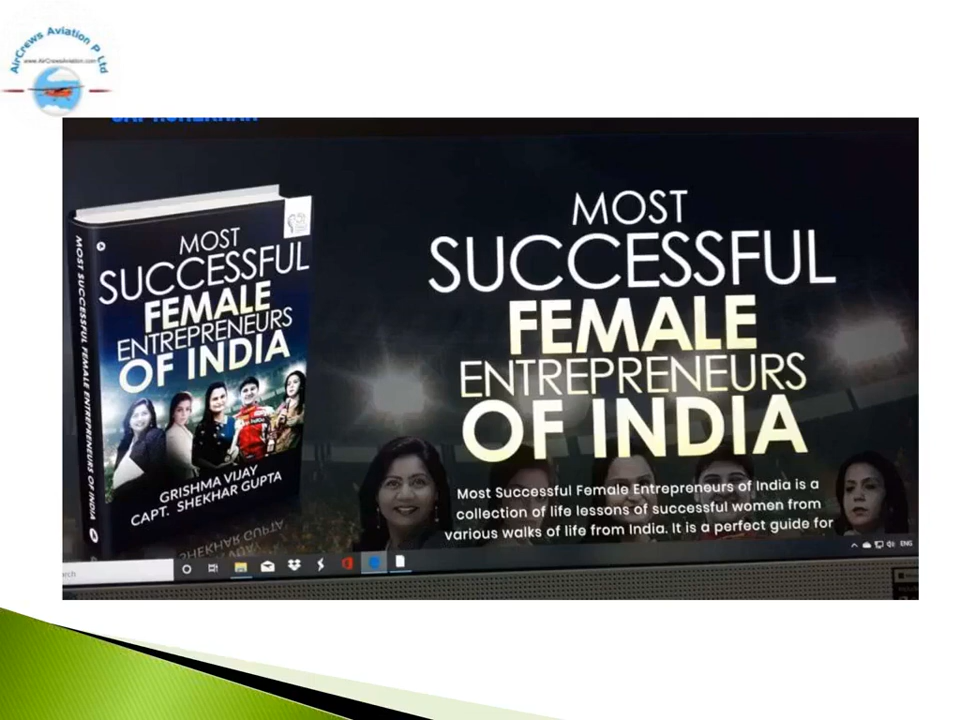 AirCrews Aviation P Ltd
www.AirCrewsAviation.com
MOST
SUCCESSFUL
FEMALE
ENTREPRENEURS
OF INDIA
GRISHMA VIJAY
CAPT. SHEKHAR GUPTA
MOST SUCCESSFUL FEMALE ENTREPRENEURS OF INDIA
MOST
SUCCESSFUL
FEMALE
ENTREPRENEURS
OF INDIA
Most Successful Female Entrepreneurs of India is a
collection of life lessons of successful women from
various walks of life from India. It is a perfect guide for
ENG